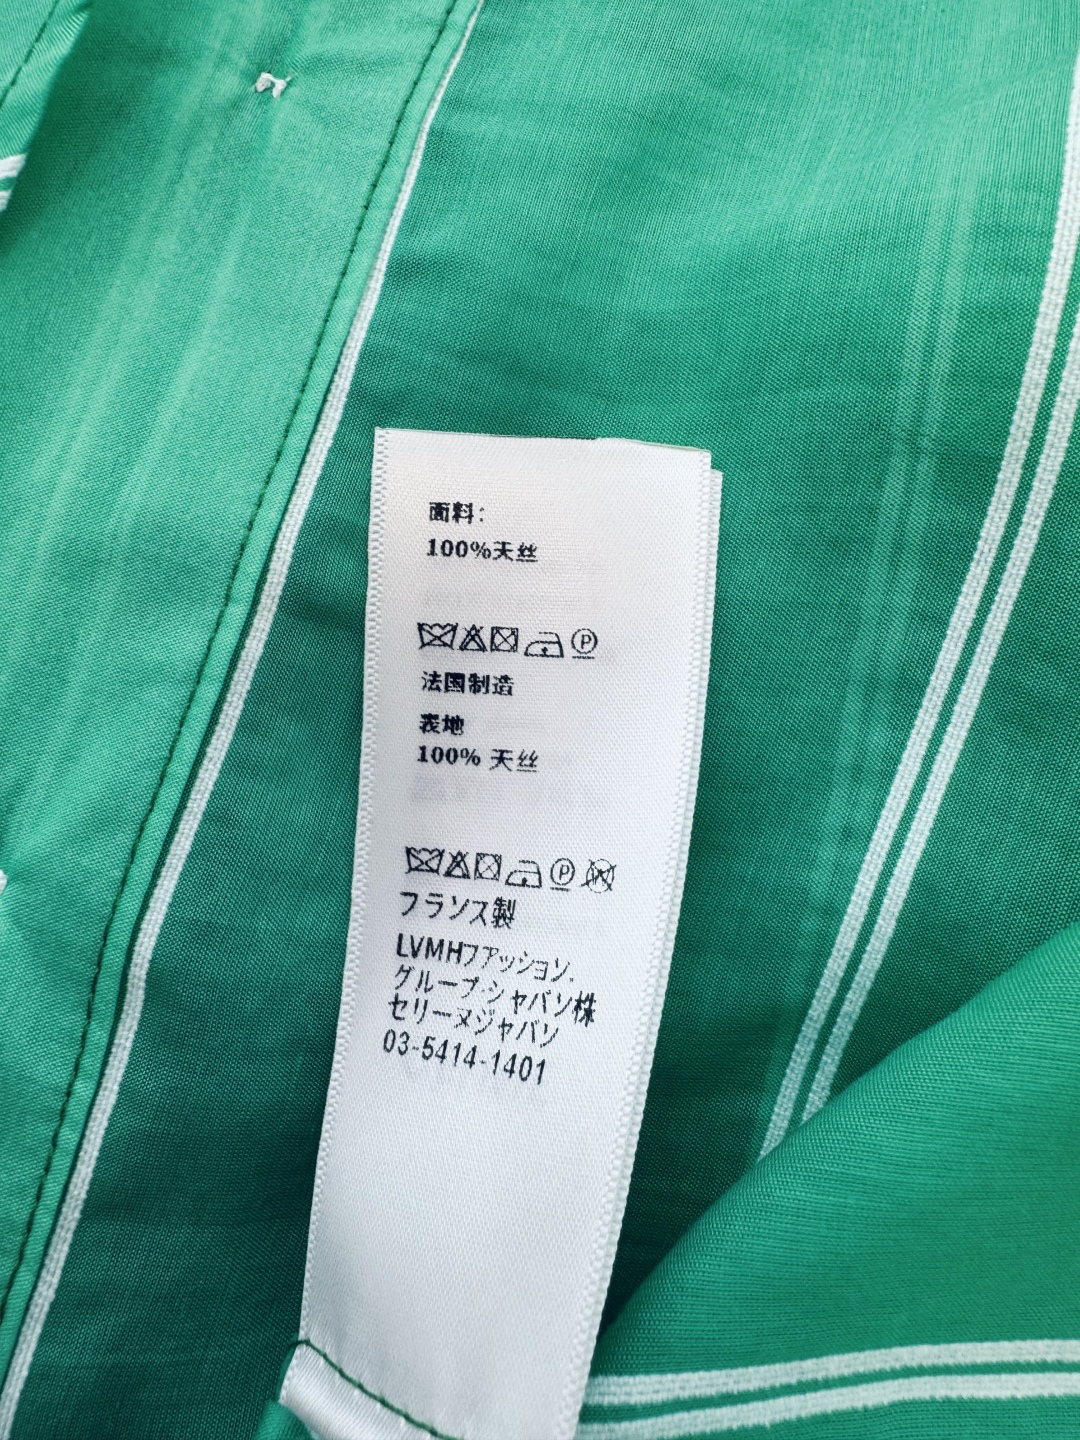 面料:
100%天丝
P
法国制造
表地
100% 天丝
P W
フランス製
LVMHファッション.
グループ・ジャパン株
セリーヌジャパン
03-5414-1401